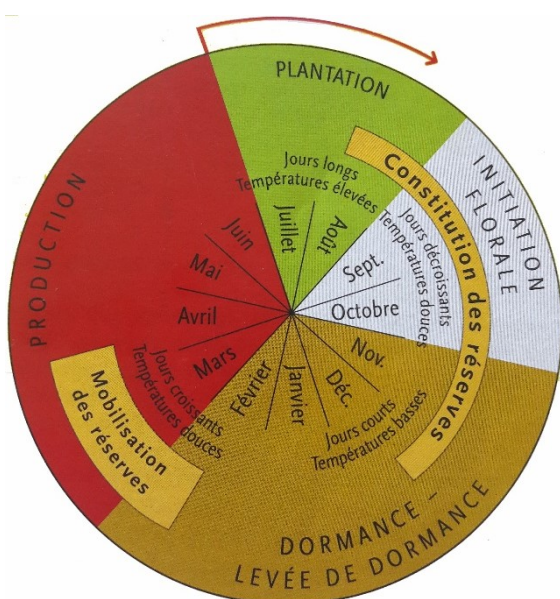 PLANTATION
Jours longs
Températures élevées
Juillet
Août
INITIATION
FLORALE
Jours décroissants
Températures douces
Sept.
Octobre
Constitution des réserves
Nov.
Déc.
Janvier
Février
Jours courts
Températures basses
DORMANCE –
LEVÉE DE DORMANCE
PRODUCTION
Mars
Avril
Mai
Juin
Jours croissants
Températures douces
Mobilisation
des réserves